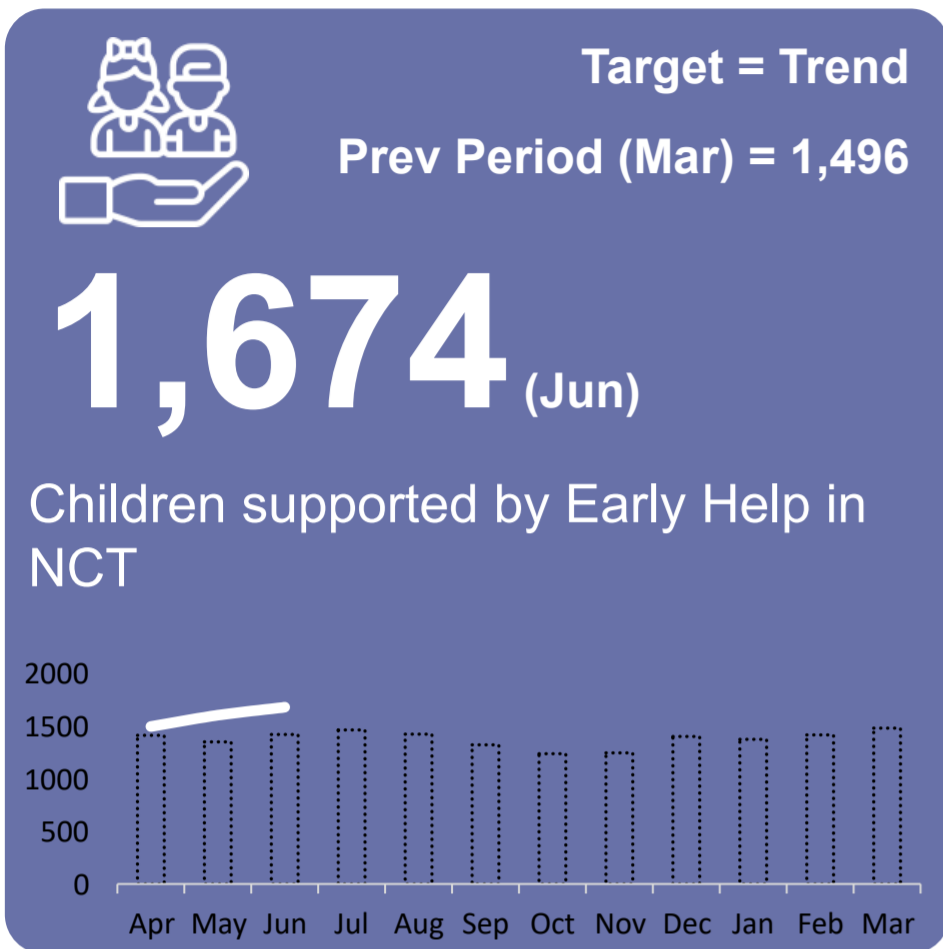 Target = Trend
Prev Period (Mar) = 1,496
1,674 (Jun)
Children supported by Early Help in
NCT
2000
1500
1000
500
0
Apr May Jun Jul Aug Sep Oct Nov Dec Jan Feb Mar